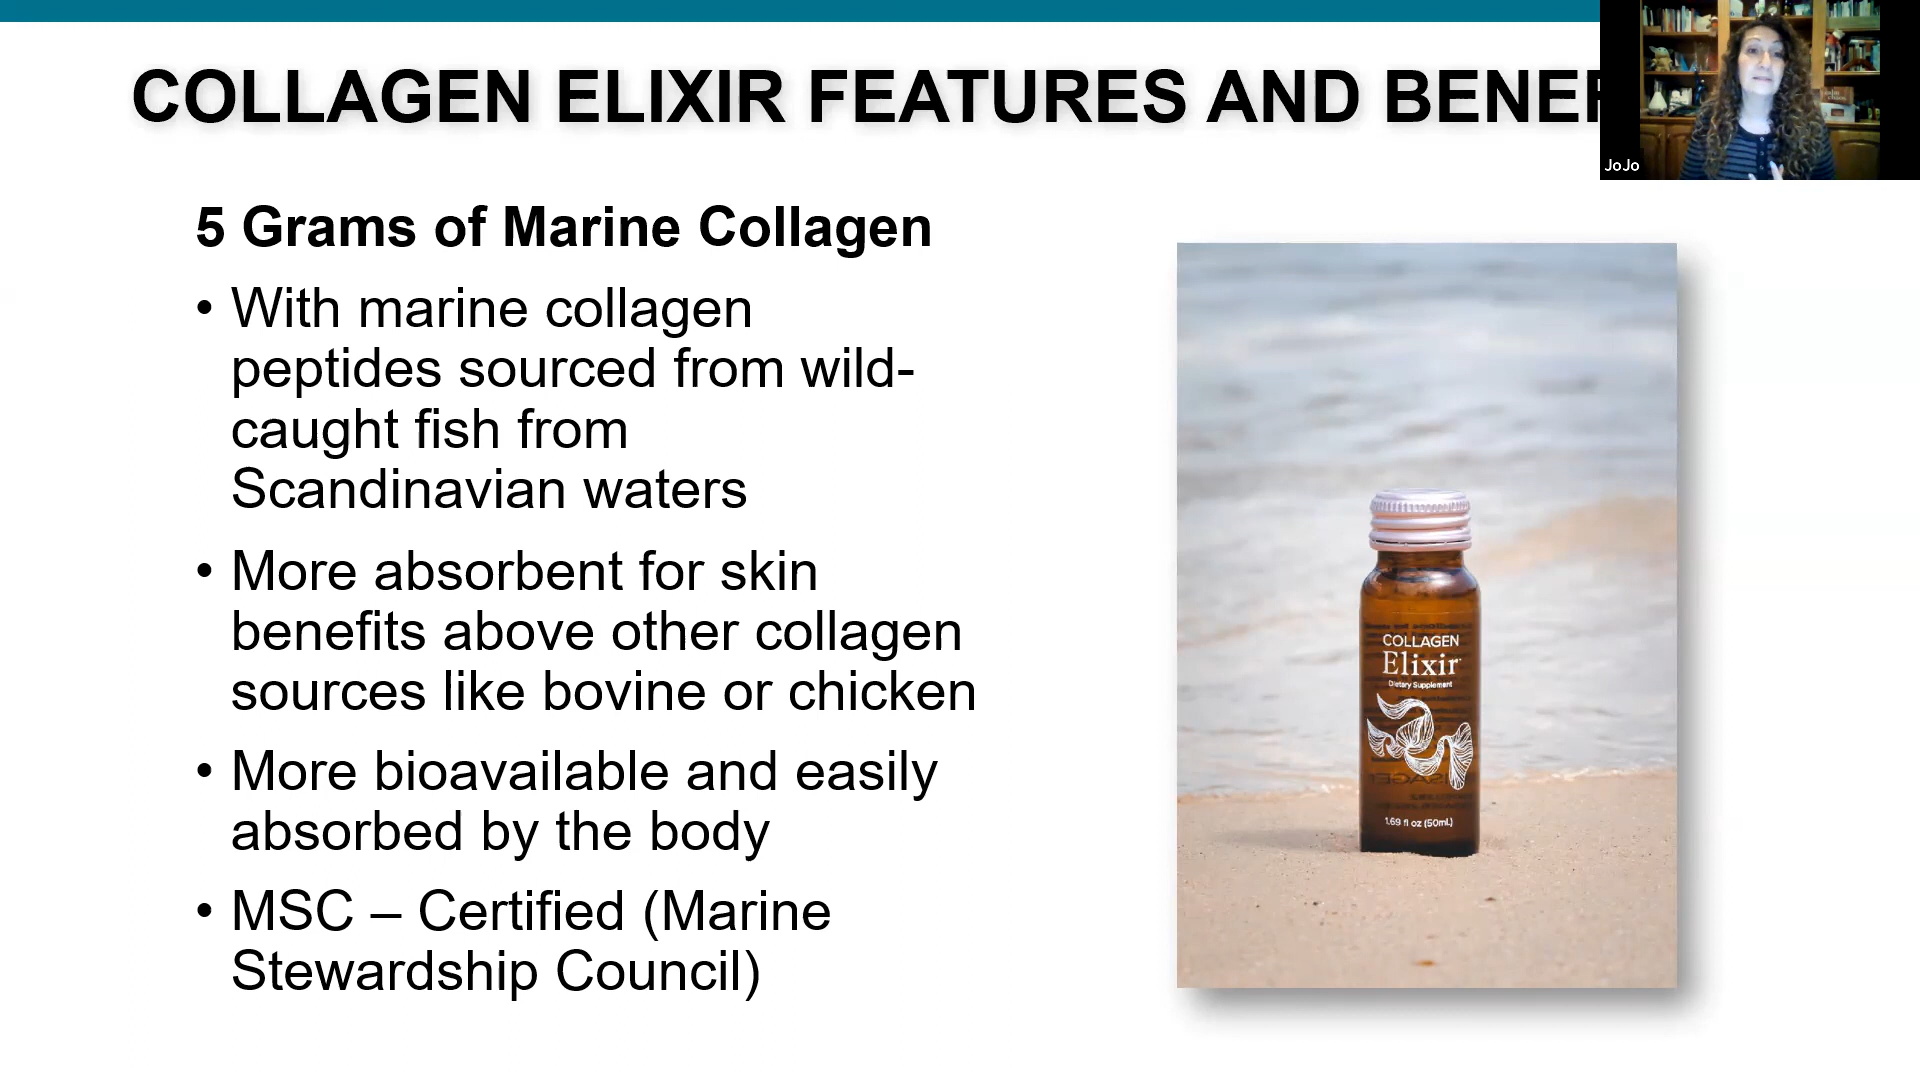 COLLAGEN ELIXIR FEATURES AND BENEF
JoJo
5 Grams of Marine Collagen
• With marine collagen
peptides sourced from wild-
caught fish from
Scandinavian waters
• More absorbent for skin
benefits above other collagen
sources like bovine or chicken
• More bioavailable and easily
absorbed by the body
• MSC – Certified (Marine
Stewardship Council)
COLLAGEN
Elixir
Dietary Supplement
1.69 fl oz (50mL)